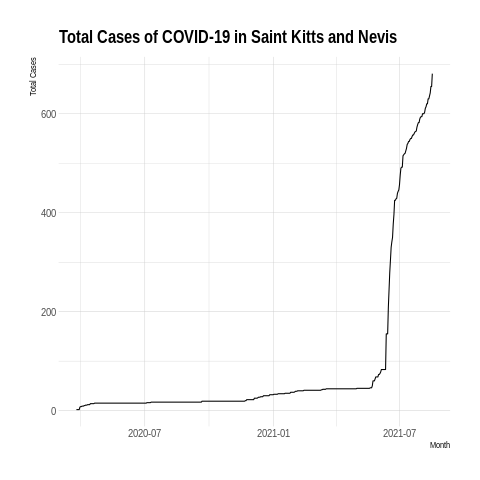 Total Cases of COVID-19 in Saint Kitts and Nevis
Total Cases
600
400
200
0
2020-07
2021-01
2021-07
Month